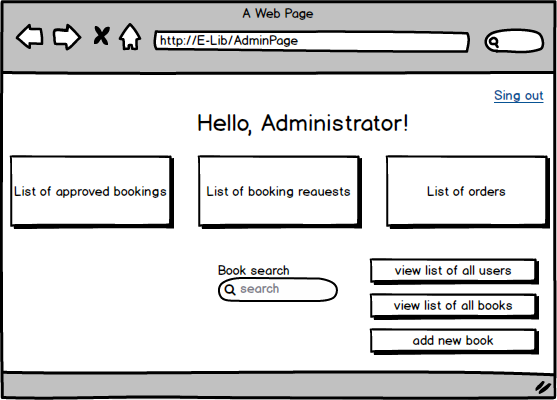 A Web Page
http://E-Lib/AdminPage
Sing out
Hello, Administrator!
List of approved bookings
List of booking reauests
List of orders
Book search
search
view list of all users
view list of all books
add new book